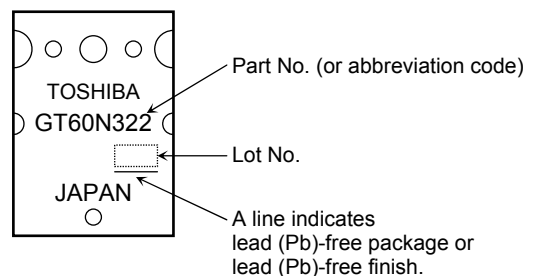 TOSHIBA
GT60N322
JAPAN
Part No. (or abbreviation code)
Lot No.
A line indicates
lead (Pb)-free package or
lead (Pb)-free finish.